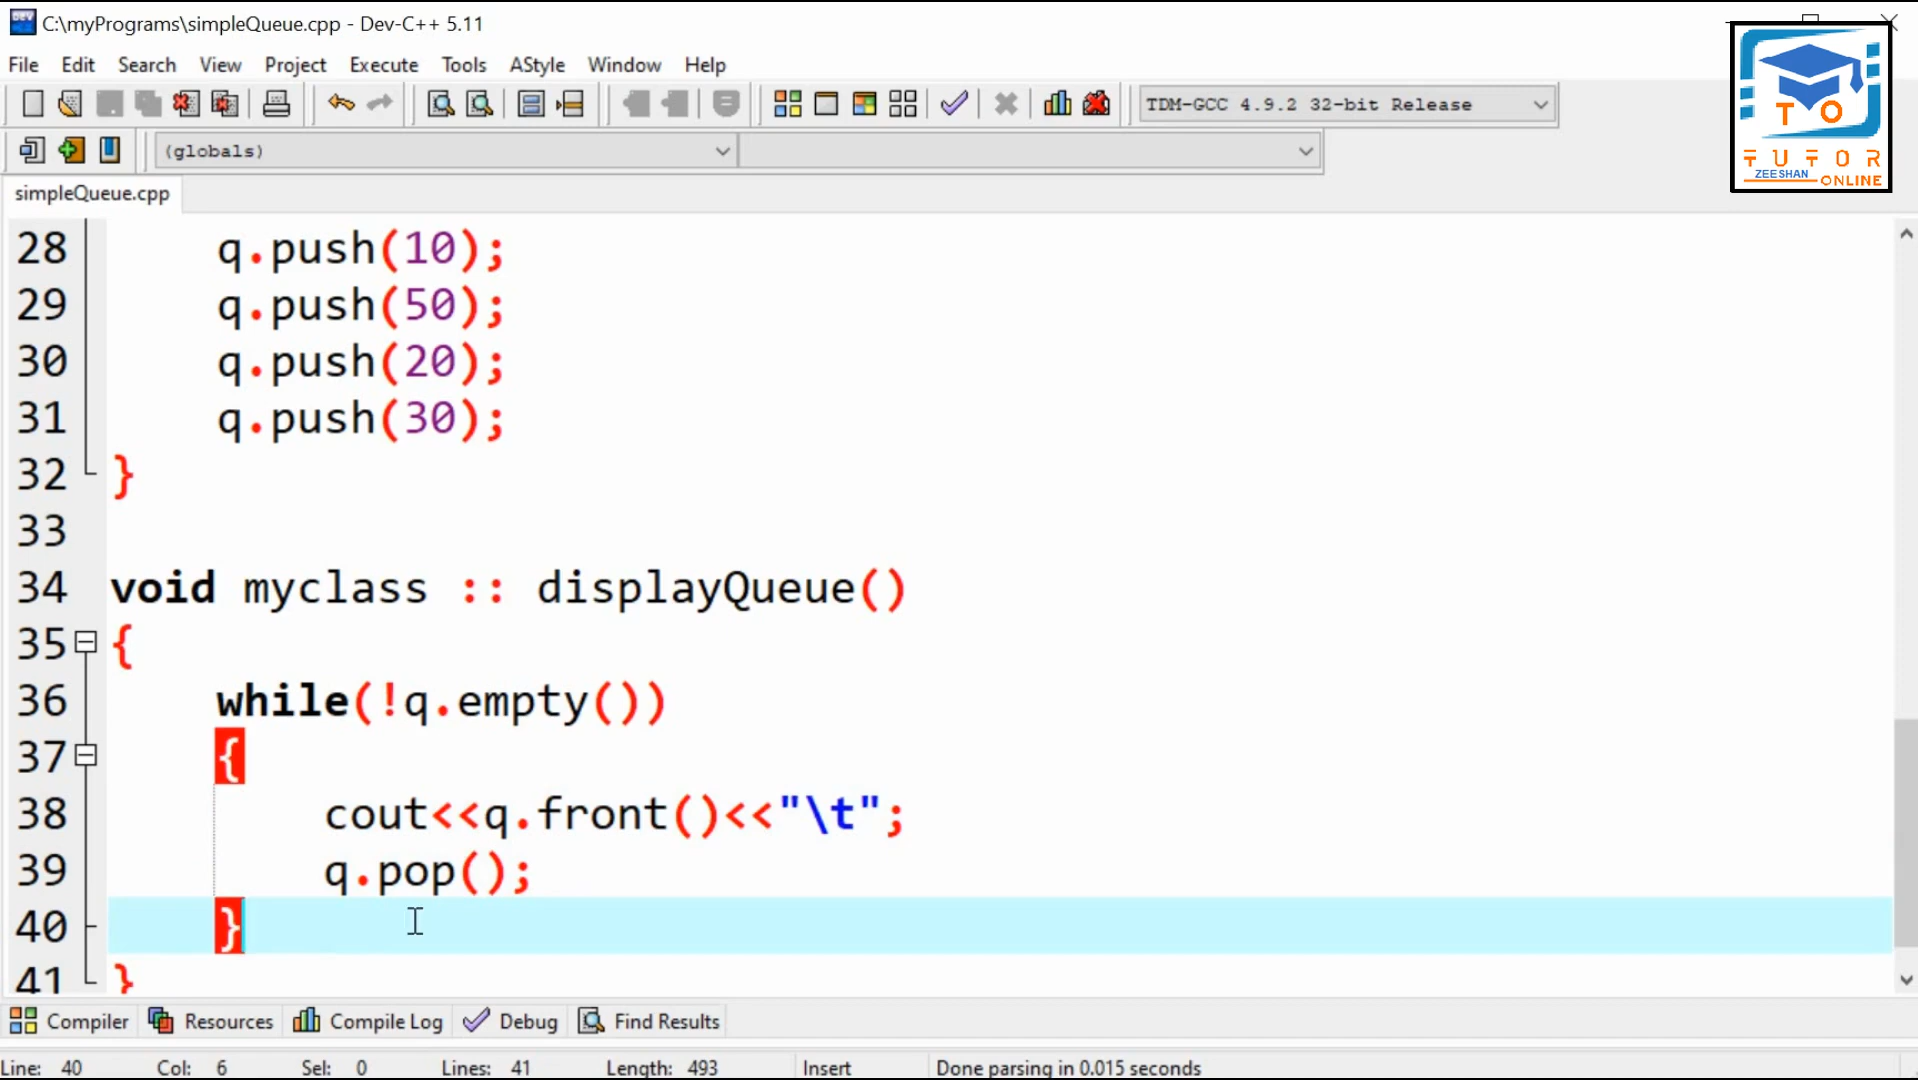 C:\myPrograms\simpleQueue.cpp - Dev-C++ 5.11
File Edit Search View Project Execute Tools AStyle Window Help
TDM-GCC 4.9.2 32-bit Release
(globals)
simpleQueue.cpp
28 q.push(10);
29 q.push(50);
30 q.push(20);
31 q.push(30);
32 }
33
34 void myclass :: displayQueue()
35 {
36 while(!q.empty())
37 {
38 cout<<q.front()<<"\t";
39 q.pop();
40 }
41 }
Compiler Resources Compile Log Debug Find Results
Line: 40 Col: 6 Sel: 0 Lines: 41 Length: 493 Insert Done parsing in 0.015 seconds
DEV
T O
TUTOR
ZEESHAN ONLINE